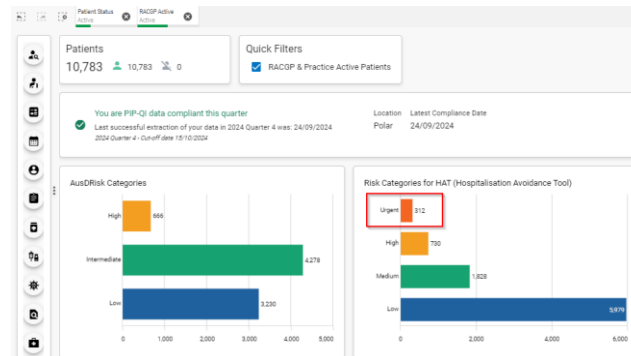 Patient Status
Active
RACGP Active
Active
Patients
10,783 10,783 0
Quick Filters
RACGP & Practice Active Patients
You are PIP-QI data compliant this quarter
Last successful extraction of your data in 2024 Quarter 4 was: 24/09/2024
2024 Quarter 4 - Cut-off date 15/10/2024
Location Latest Compliance Date
Polar 24/09/2024
AusDRisk Categories
High 666
Intermediate 4,278
Low 3,230
0 1,000 2,000 3,000 4,000 5,000
Risk Categories for HAT (Hospitalisation Avoidance Tool)
Urgent 312
High 730
Medium 1,828
Low 5,979
0 2,000 4,000 6,000